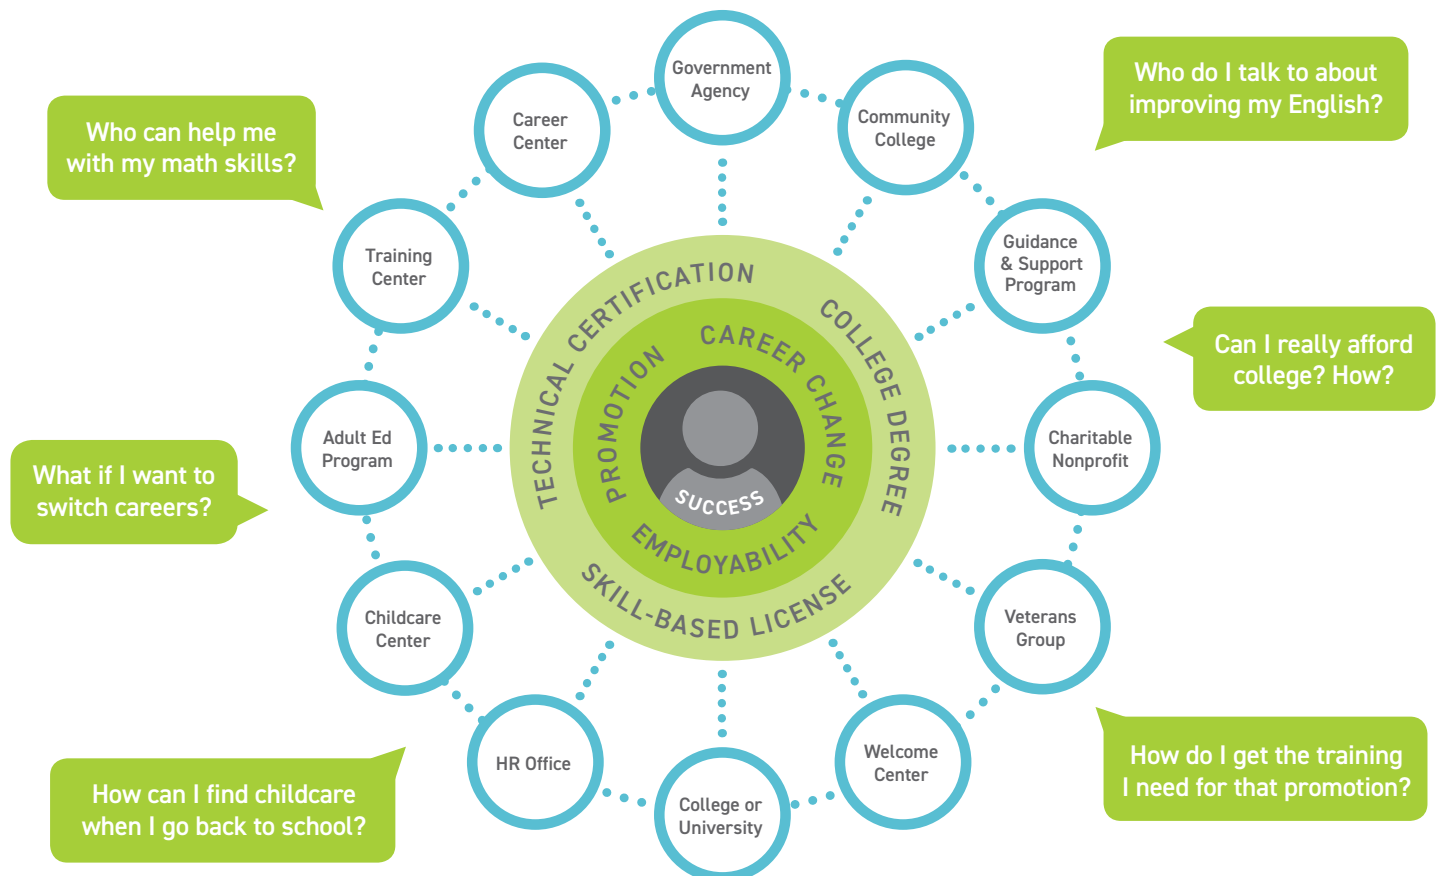 Government
Agency
Who do I talk to about
improving my English?
Career
Center
Community
College
Who can help me
with my math skills?
Training
Center
Guidance
& Support
Program
TECHNICAL CERTIFICATION
COLLEGE DEGREE
SKILL-BASED LICENSE
PROMOTION
CAREER CHANGE
EMPLOYABILITY
SUCCESS
Can I really afford
college? How?
Adult Ed
Program
Charitable
Nonprofit
What if I want to
switch careers?
Childcare
Center
Veterans
Group
HR Office
Welcome
Center
College or
University
How do I get the training
I need for that promotion?
How can I find childcare
when I go back to school?